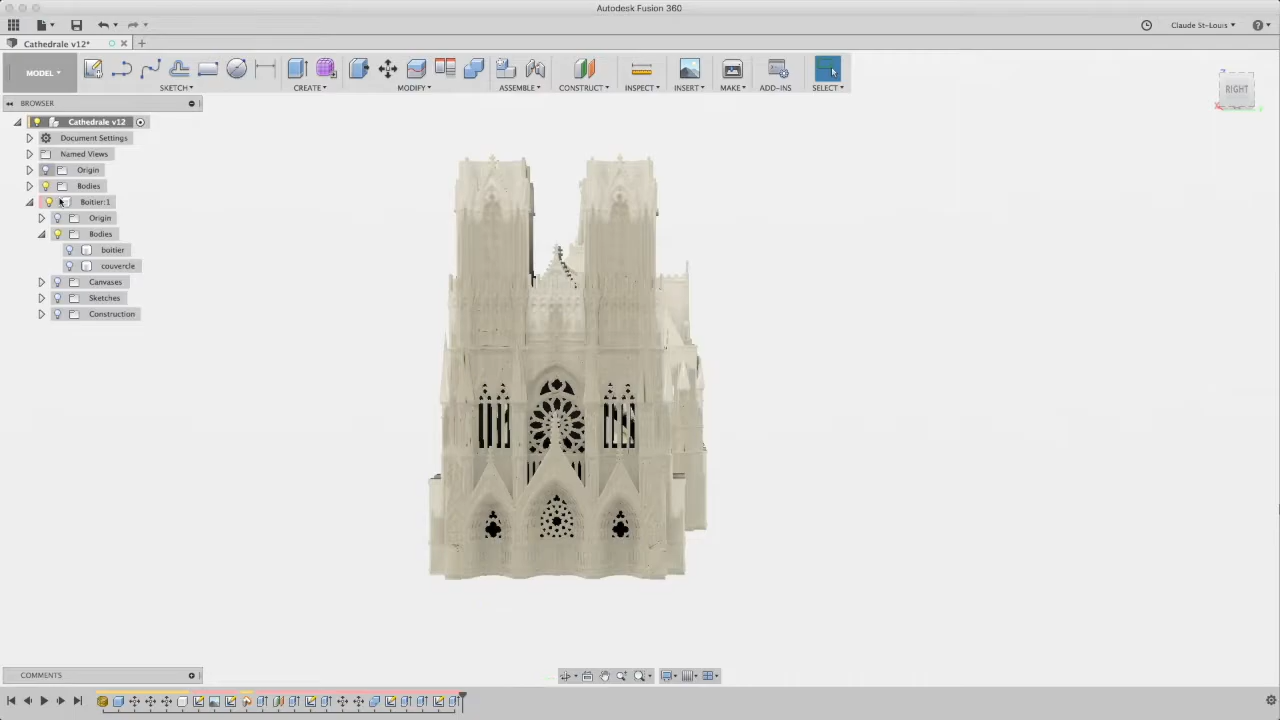 Autodesk Fusion 360
Claude St-Louis
Cathedrale v12*
MODEL
SKETCH
CREATE
MODIFY
ASSEMBLE
CONSTRUCT
INSPECT
INSERT
MAKE
ADD-INS
SELECT
RIGHT
BROWSER
Cathedrale v12
Document Settings
Named Views
Origin
Bodies
Boitier:1
Origin
Bodies
boitier
couvercle
Canvases
Sketches
Construction
COMMENTS